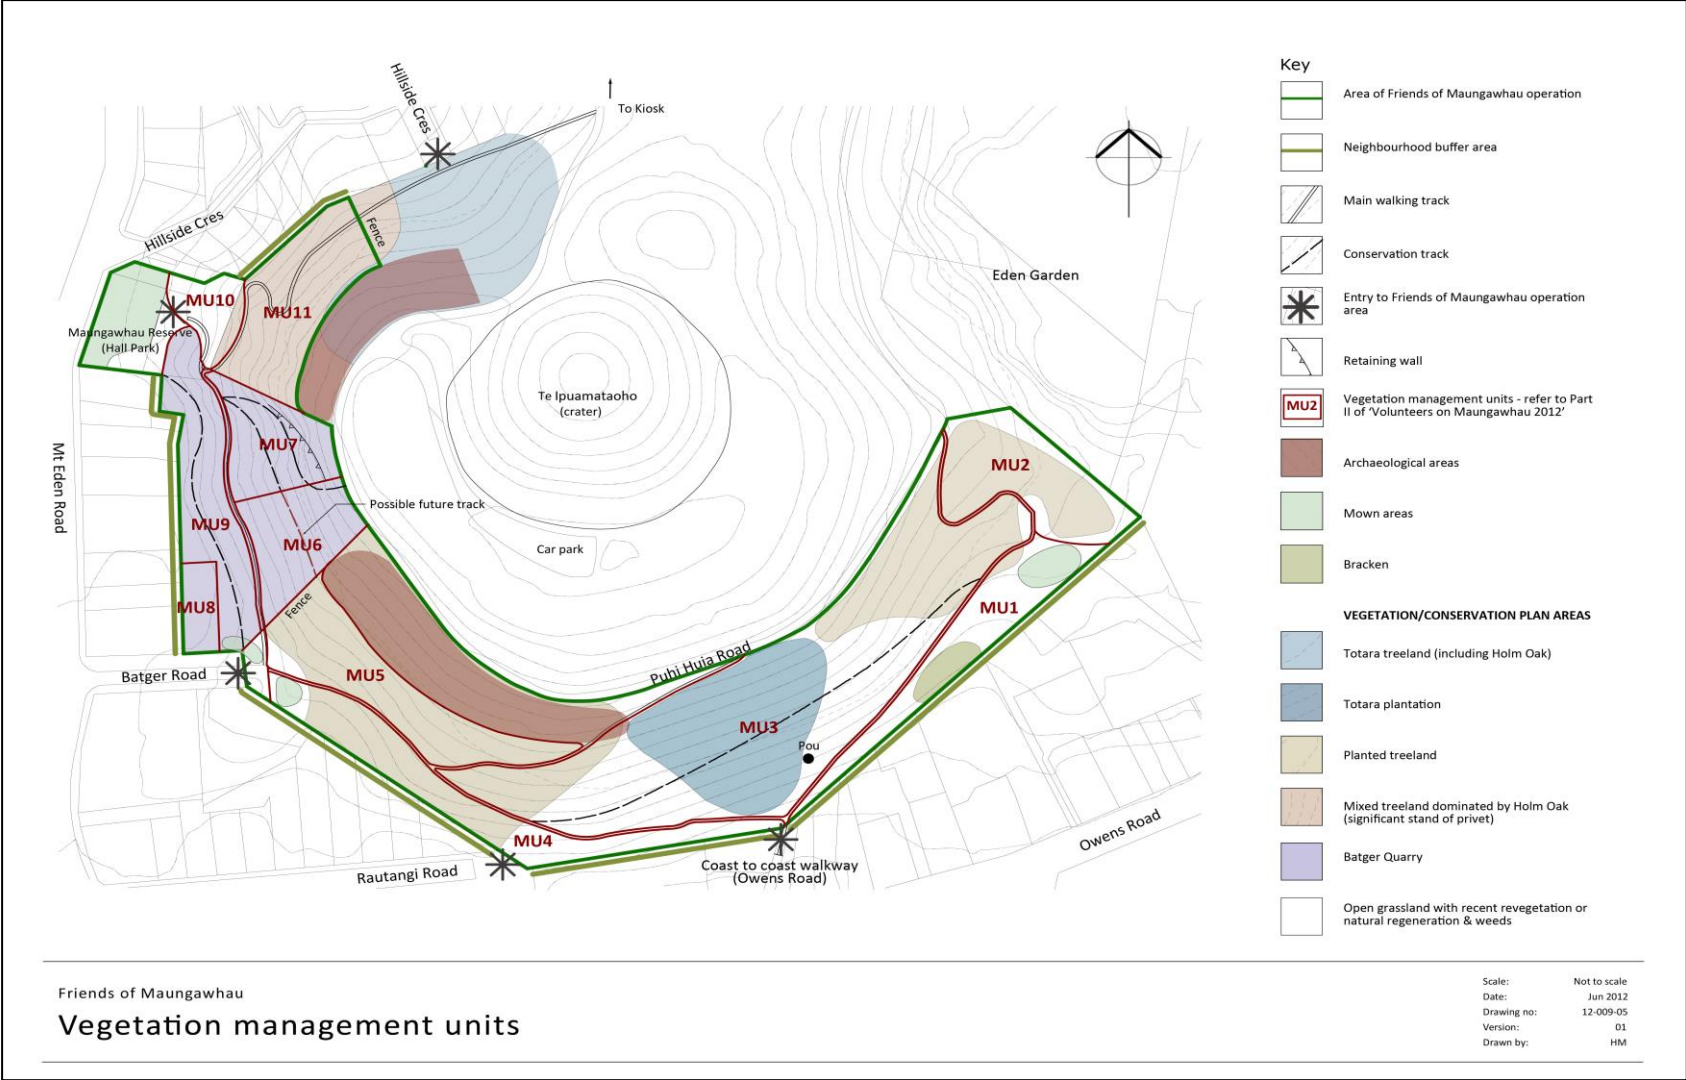 Hillside Cres
To Kiosk
Hillside Cres
Fence
Eden Garden
MU10
MU11
Maungawhau Reserve
(Hall Park)
Te Ipuamataoho
(crater)
Mt Eden Road
MU7
MU2
Possible future track
MU9
MU6
Car park
Fence
MU8
MU1
Puhi Huia Road
Batger Road
MU5
MU3
Pou
MU4
Rautangi Road
Coast to coast walkway
(Owens Road)
Owens Road
Key
Area of Friends of Maungawhau operation
Neighbourhood buffer area
Main walking track
Conservation track
Entry to Friends of Maungawhau operation
area
Retaining wall
MU2
Vegetation management units - refer to Part
II of ‘Volunteers on Maungawhau 2012’
Archaeological areas
Mown areas
Bracken
VEGETATION/CONSERVATION PLAN AREAS
Totara treeland (including Holm Oak)
Totara plantation
Planted treeland
Mixed treeland dominated by Holm Oak
(significant stand of privet)
Batger Quarry
Open grassland with recent revegetation or
natural regeneration & weeds
Friends of Maungawhau
Vegetation management units
Scale: Not to scale
Date: Jun 2012
Drawing no: 12-009-05
Version: 01
Drawn by: HM